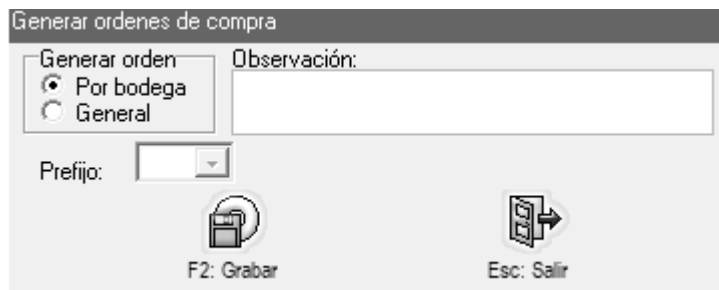 Generar ordenes de compra
Generar orden
Observación:
Por bodega
General
Prefijo:
F2: Grabar
Esc: Salir